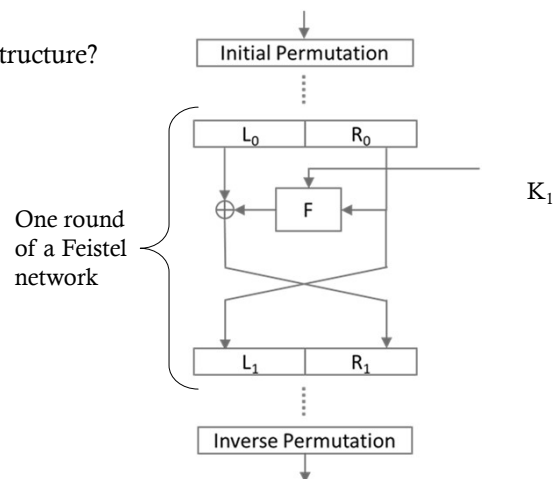 tructure?
Initial Permutation
L₀ R₀
F
K₁
One round
of a Feistel
network
L₁ R₁
Inverse Permutation